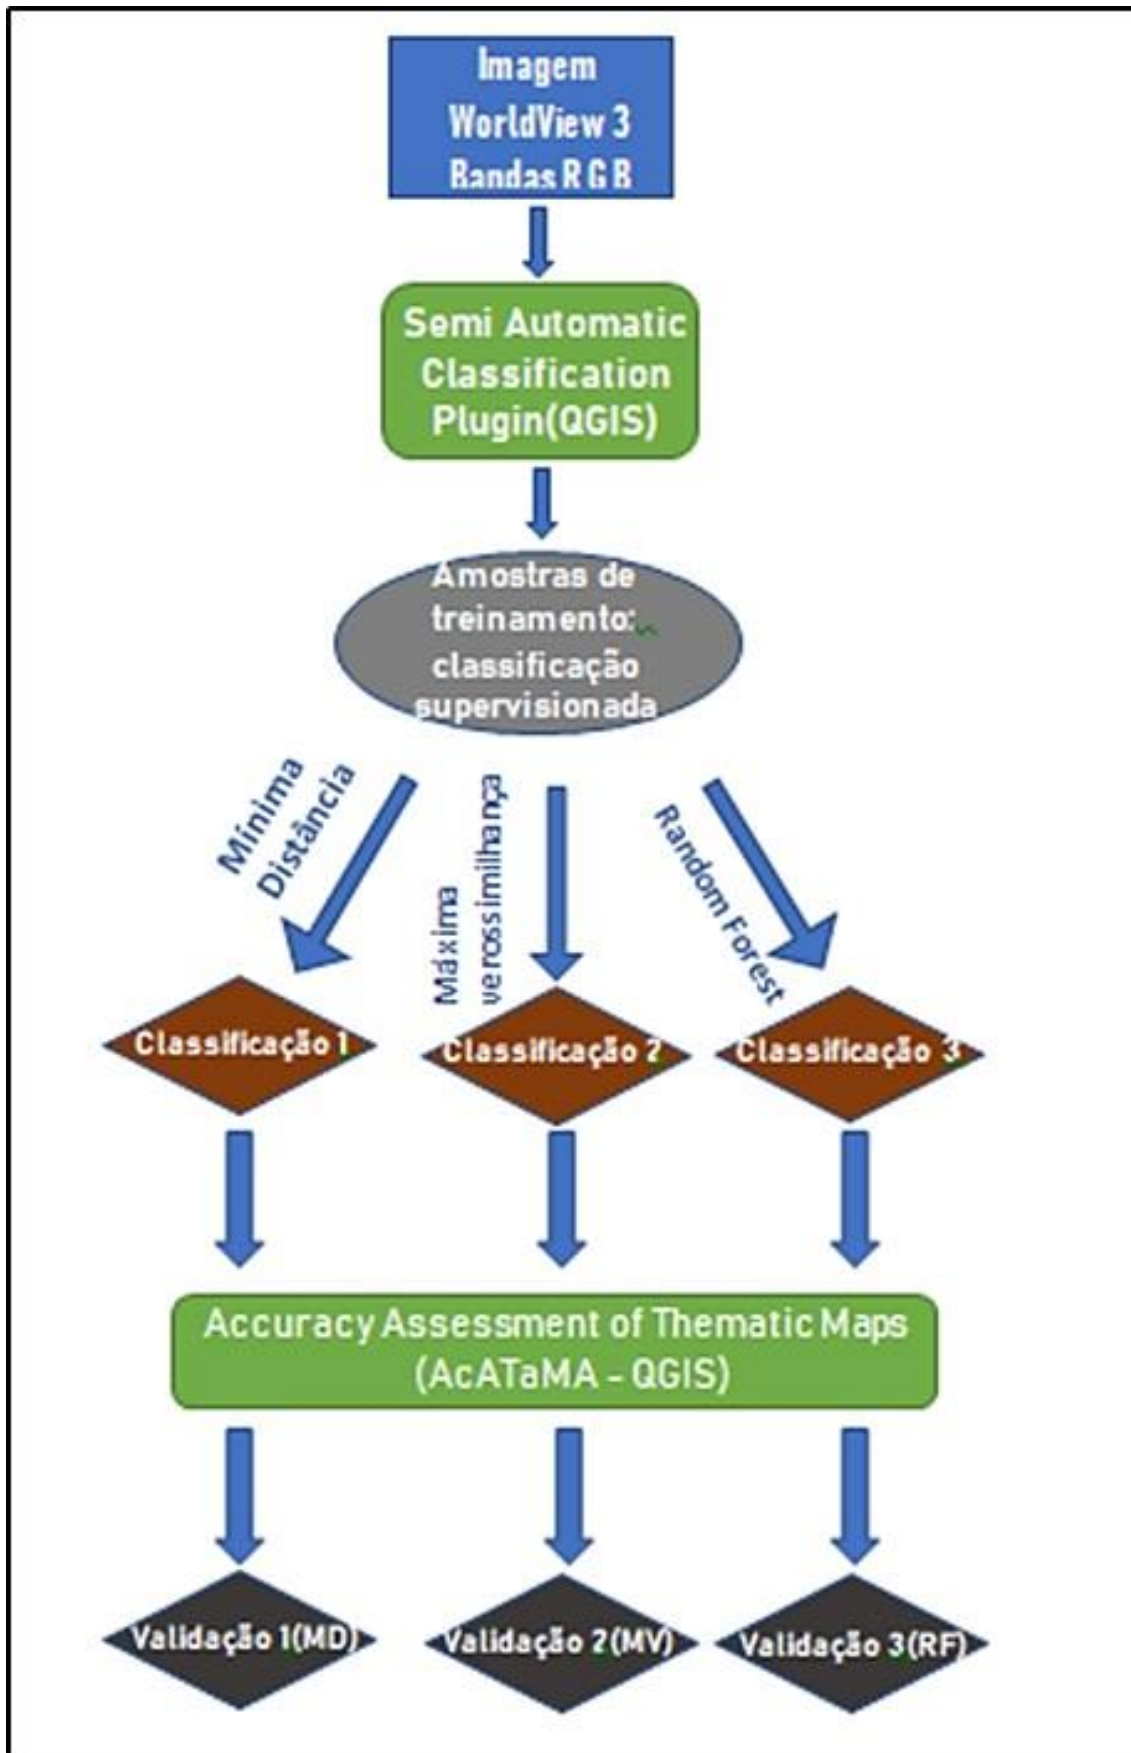 Imagem
WorldView 3
Bandas R G B
Semi Automatic
Classification
Plugin(QGIS)
Amostras de
treinamento:
classificação
supervisionada
Mínima
Distância
Máxima
verossimilhança
Random Forest
Classificação 1
Classificação 2
Classificação 3
Accuracy Assessment of Thematic Maps
(AcATaMA - QGIS)
Validação 1(MD)
Validação 2(MV)
Validação 3(RF)